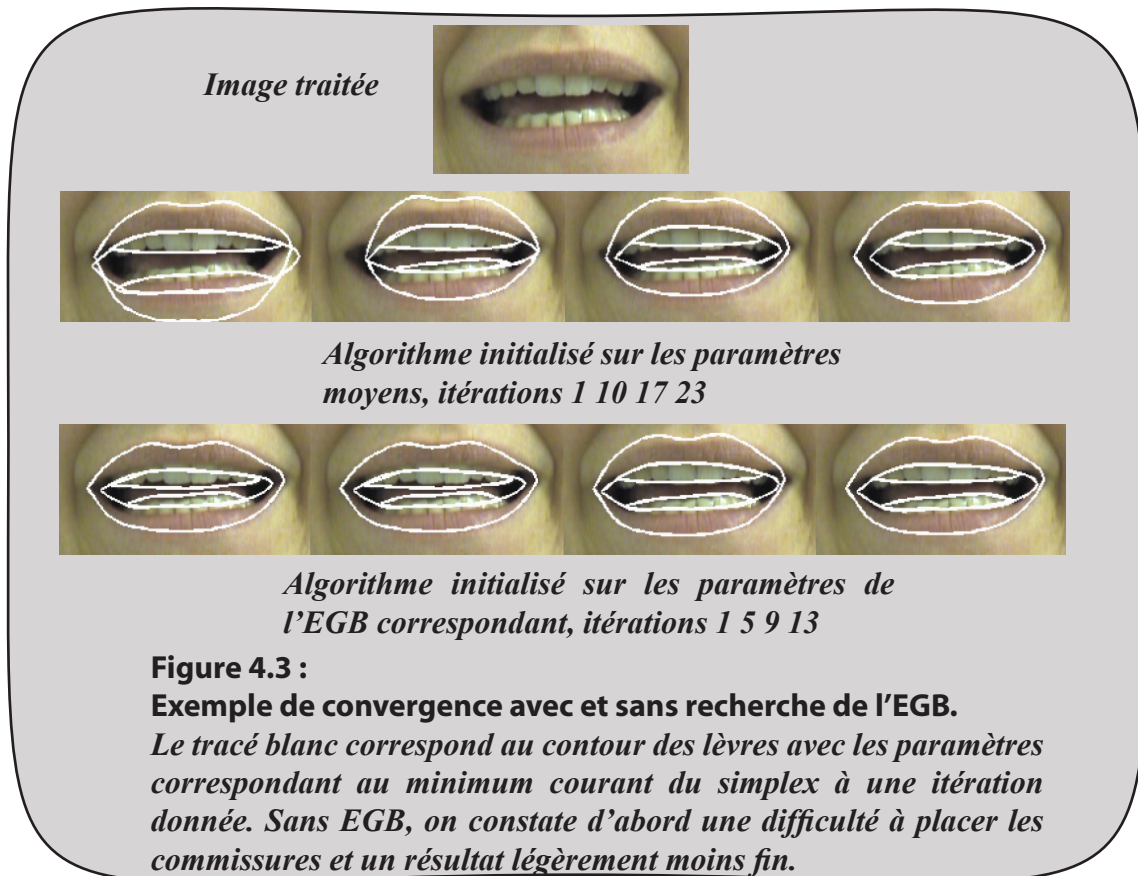 Image traitée
Algorithme initialisé sur les paramètres
moyens, itérations 1 10 17 23
Algorithme initialisé sur les paramètres de
l’EGB correspondant, itérations 1 5 9 13
Figure 4.3 :
Exemple de convergence avec et sans recherche de l’EGB.
Le tracé blanc correspond au contour des lèvres avec les paramètres
correspondant au minimum courant du simplex à une itération
donnée. Sans EGB, on constate d’abord une difficulté à placer les
commissures et un résultat légèrement moins fin.